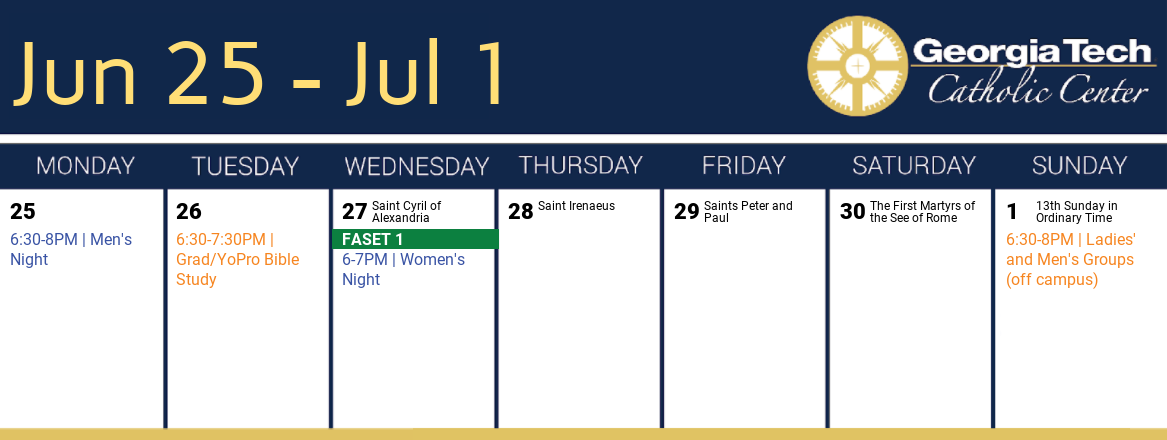 Jun 25 - Jul 1
Georgia Tech
Catholic Center
MONDAY TUESDAY WEDNESDAY THURSDAY FRIDAY SATURDAY SUNDAY
25
6:30-8PM | Men's
Night
26
6:30-7:30PM |
Grad/YoPro Bible
Study
27 Saint Cyril of
Alexandria
FASET 1
6-7PM | Women's
Night
28 Saint Irenaeus
29 Saints Peter and
Paul
30 The First Martyrs of
the See of Rome
1 13th Sunday in
Ordinary Time
6:30-8PM | Ladies'
and Men's Groups
(off campus)